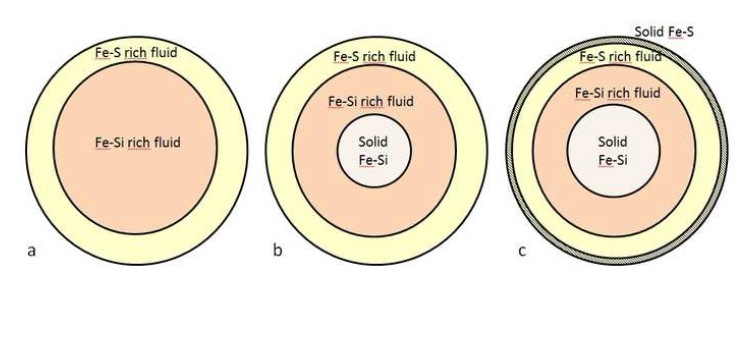 Fe-S rich fluid
Fe-Si rich fluid
a
Fe-S rich fluid
Fe-Si rich fluid
Solid
Fe-Si
b
Solid Fe-S
Fe-S rich fluid
Fe-Si rich fluid
Solid
Fe-Si
c